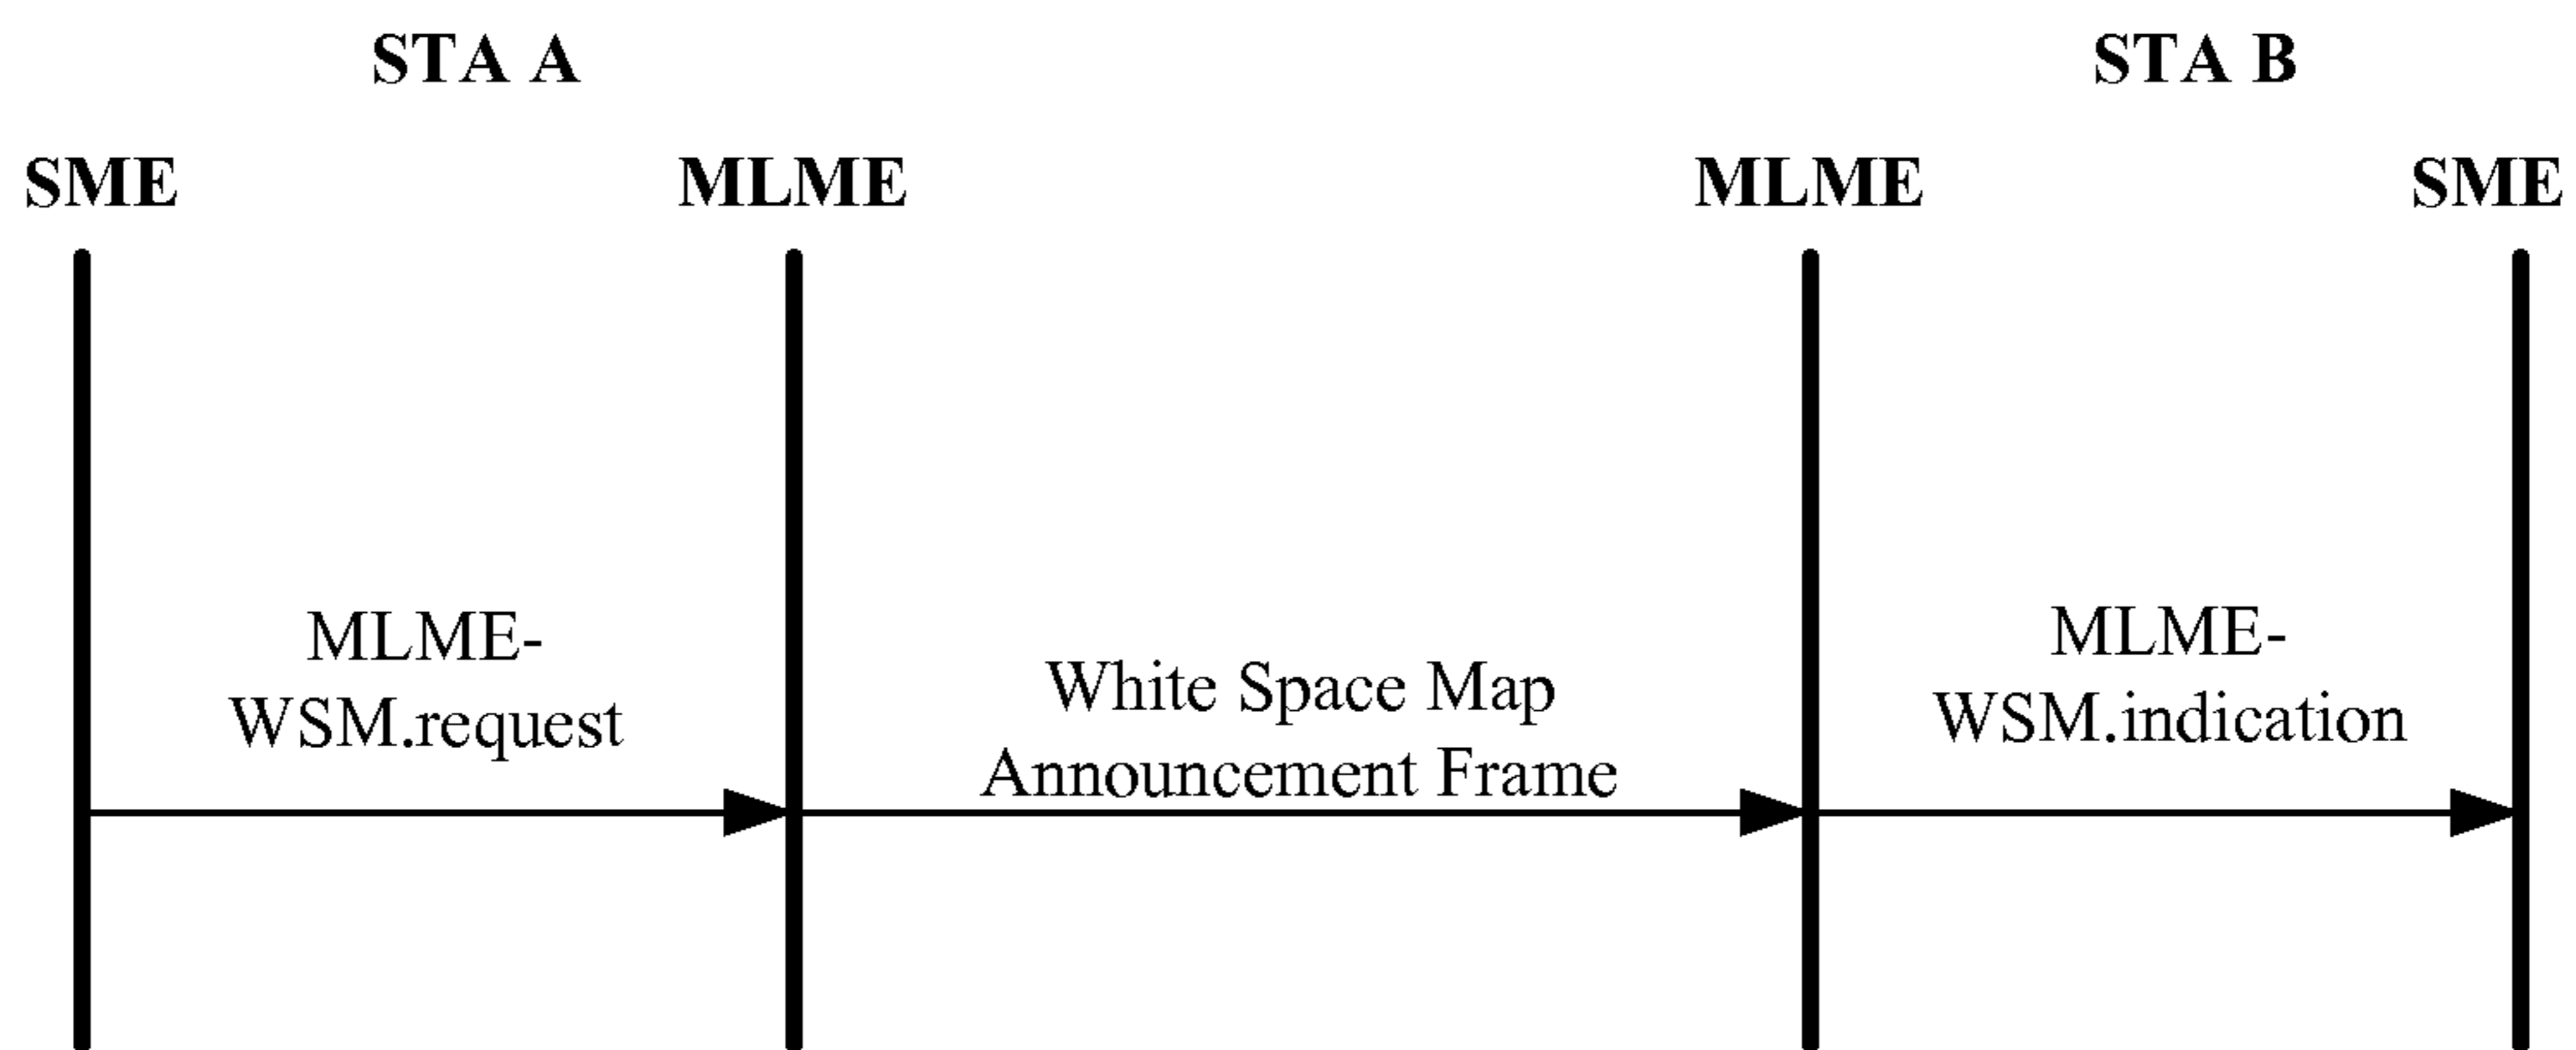 STA A
STA B
SME
MLME
MLME
SME
MLME-
WSM.request
White Space Map
Announcement Frame
MLME-
WSM.indication